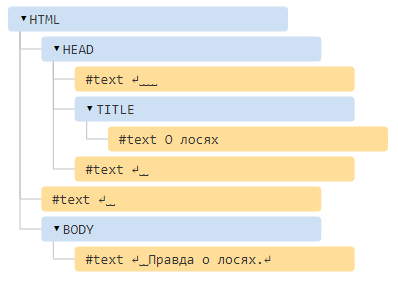 ▾ HTML
▾ HEAD
#text ↵␣␣␣␣
▾ TITLE
#text О лосях
#text ↵␣␣
#text ↵␣␣
▾ BODY
#text ↵␣␣Правда о лосях.↵